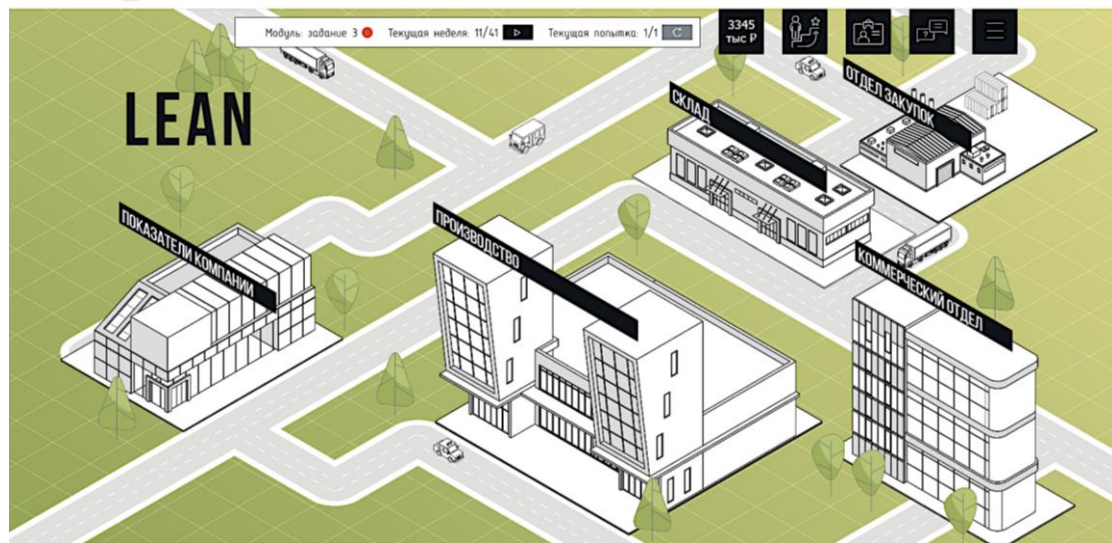 Модуль: задание 3 Текущая неделя: 11/41 Текущая попытка: 1/1
3345
тыс ₽
LEAN
СКЛАД
ОТДЕЛ ЗАКУПОК
ПОКАЗАТЕЛИ КОМПАНИИ
ПРОИЗВОДСТВО
КОММЕРЧЕСКИЙ ОТДЕЛ